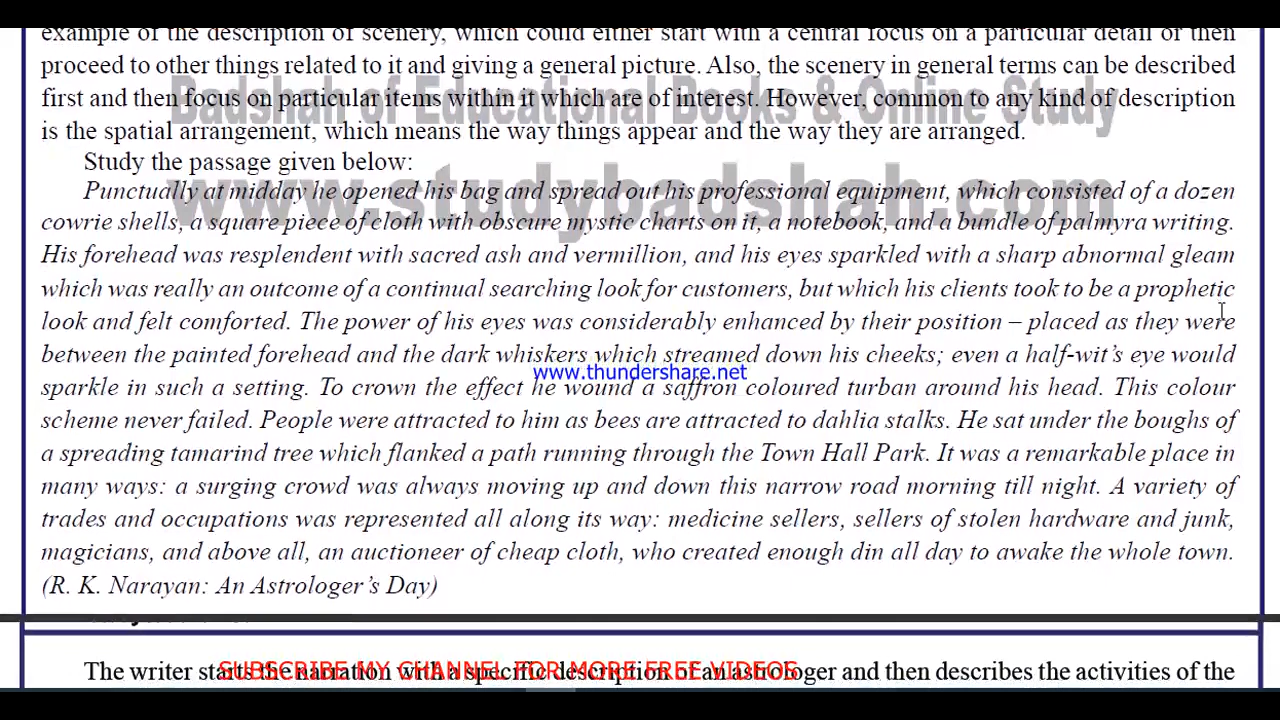 example of the description of scenery, which could either start with a central focus on a particular detail or then
proceed to other things related to it and giving a general picture. Also, the scenery in general terms can be described
first and then focus on particular items within it which are of interest. However, common to any kind of description
Badshah of Educational Books & Online Study
is the spatial arrangement, which means the way things appear and the way they are arranged.
Study the passage given below:
Punctually at midday he opened his bag and spread out his professional equipment, which consisted of a dozen
www.studybadshah.com
cowrie shells, a square piece of cloth with obscure mystic charts on it, a notebook, and a bundle of palmyra writing.
His forehead was resplendent with sacred ash and vermillion, and his eyes sparkled with a sharp abnormal gleam
which was really an outcome of a continual searching look for customers, but which his clients took to be a prophetic
look and felt comforted. The power of his eyes was considerably enhanced by their position – placed as they were
between the painted forehead and the dark whiskers which streamed down his cheeks; even a half-wit's eye would
www.thundershare.net
sparkle in such a setting. To crown the effect he wound a saffron coloured turban around his head. This colour
scheme never failed. People were attracted to him as bees are attracted to dahlia stalks. He sat under the boughs of
a spreading tamarind tree which flanked a path running through the Town Hall Park. It was a remarkable place in
many ways: a surging crowd was always moving up and down this narrow road morning till night. A variety of
trades and occupations was represented all along its way: medicine sellers, sellers of stolen hardware and junk,
magicians, and above all, an auctioneer of cheap cloth, who created enough din all day to awake the whole town.
(R. K. Narayan: An Astrologer's Day)
The writer starts the narration with a specific description of an astrologer and then describes the activities of the
SUBSCRIBE MY CHANNEL FOR MORE FREE VIDEOS